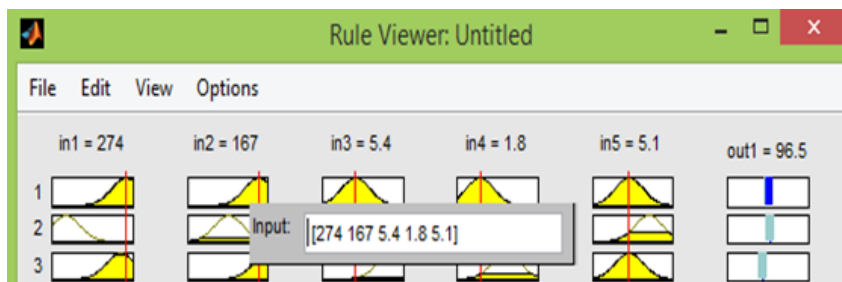 Rule Viewer: Untitled
File Edit View Options
in1 = 274 in2 = 167 in3 = 5.4 in4 = 1.8 in5 = 5.1 out1 = 96.5
1
2
Input: [274 167 5.4 1.8 5.1]
3